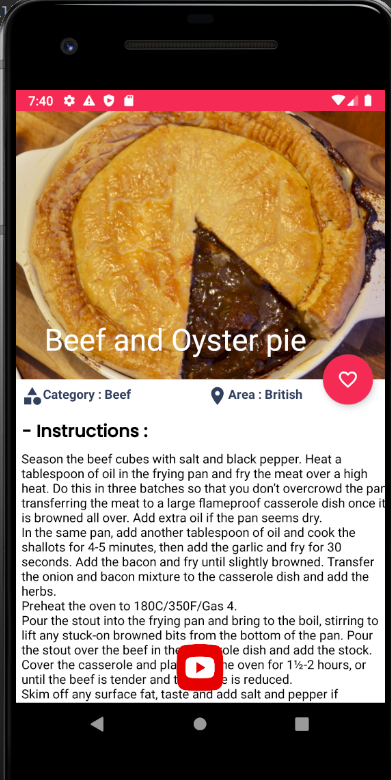 7:40
Beef and Oyster pie
Category : Beef
Area : British
- Instructions :
Season the beef cubes with salt and black pepper. Heat a
tablespoon of oil in the frying pan and fry the meat over a high
heat. Do this in three batches so that you don't overcrowd the pan
transferring the meat to a large flameproof casserole dish once it
is browned all over. Add extra oil if the pan seems dry.
In the same pan, add another tablespoon of oil and cook the
shallots for 4-5 minutes, then add the garlic and fry for 30
seconds. Add the bacon and fry until slightly browned. Transfer
the onion and bacon mixture to the casserole dish and add the
herbs.
Preheat the oven to 180C/350F/Gas 4.
Pour the stout into the frying pan and bring to the boil, stirring to
lift any stuck-on browned bits from the bottom of the pan. Pour
the stout over the beef in the role dish and add the stock.
Cover the casserole and pla he oven for 1½-2 hours, or
until the beef is tender and t e is reduced.
Skim off any surface fat, taste and add salt and pepper if